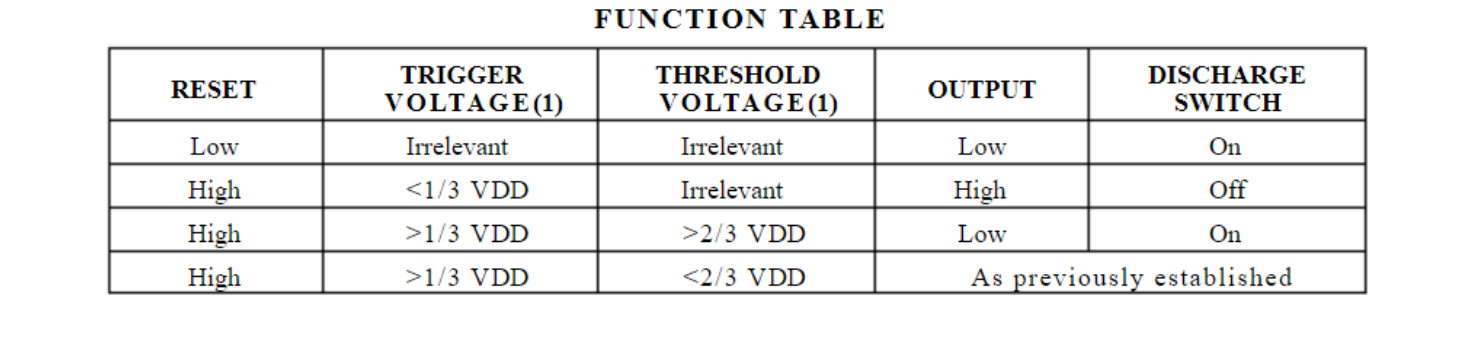 FUNCTION TABLE
RESET TRIGGER VOLTAGE(1) THRESHOLD VOLTAGE(1) OUTPUT DISCHARGE SWITCH
Low Irrelevant Irrelevant Low On
High <1/3 VDD Irrelevant High Off
High >1/3 VDD >2/3 VDD Low On
High >1/3 VDD <2/3 VDD As previously established